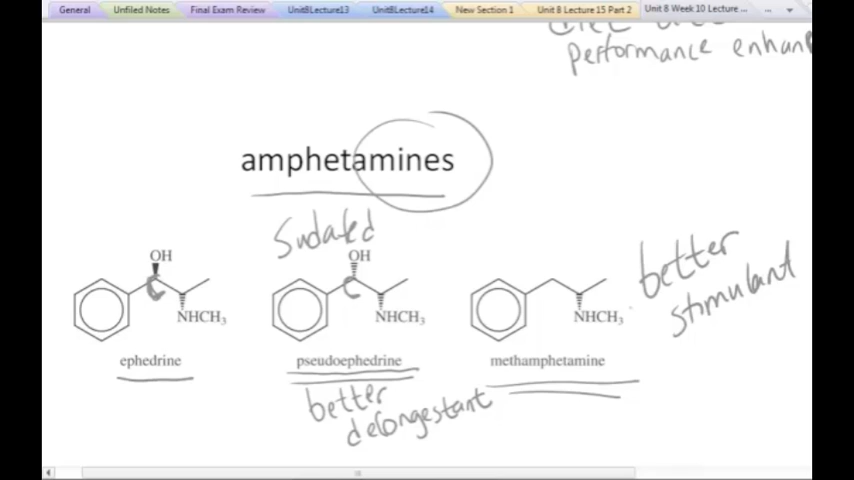 General Unfiled Notes Final Exam Review Unit8Lecture13 Unit8Lecture14 New Section 1 Unit 8 Lecture 15 Part 2 Unit 8 Week 10 Lecture ... ...
performance enhan
amphetamines
Sudafed
better
stimulant
OH OH
NHCH3 NHCH3 NHCH3
ephedrine pseudoephedrine methamphetamine
better
decongestant